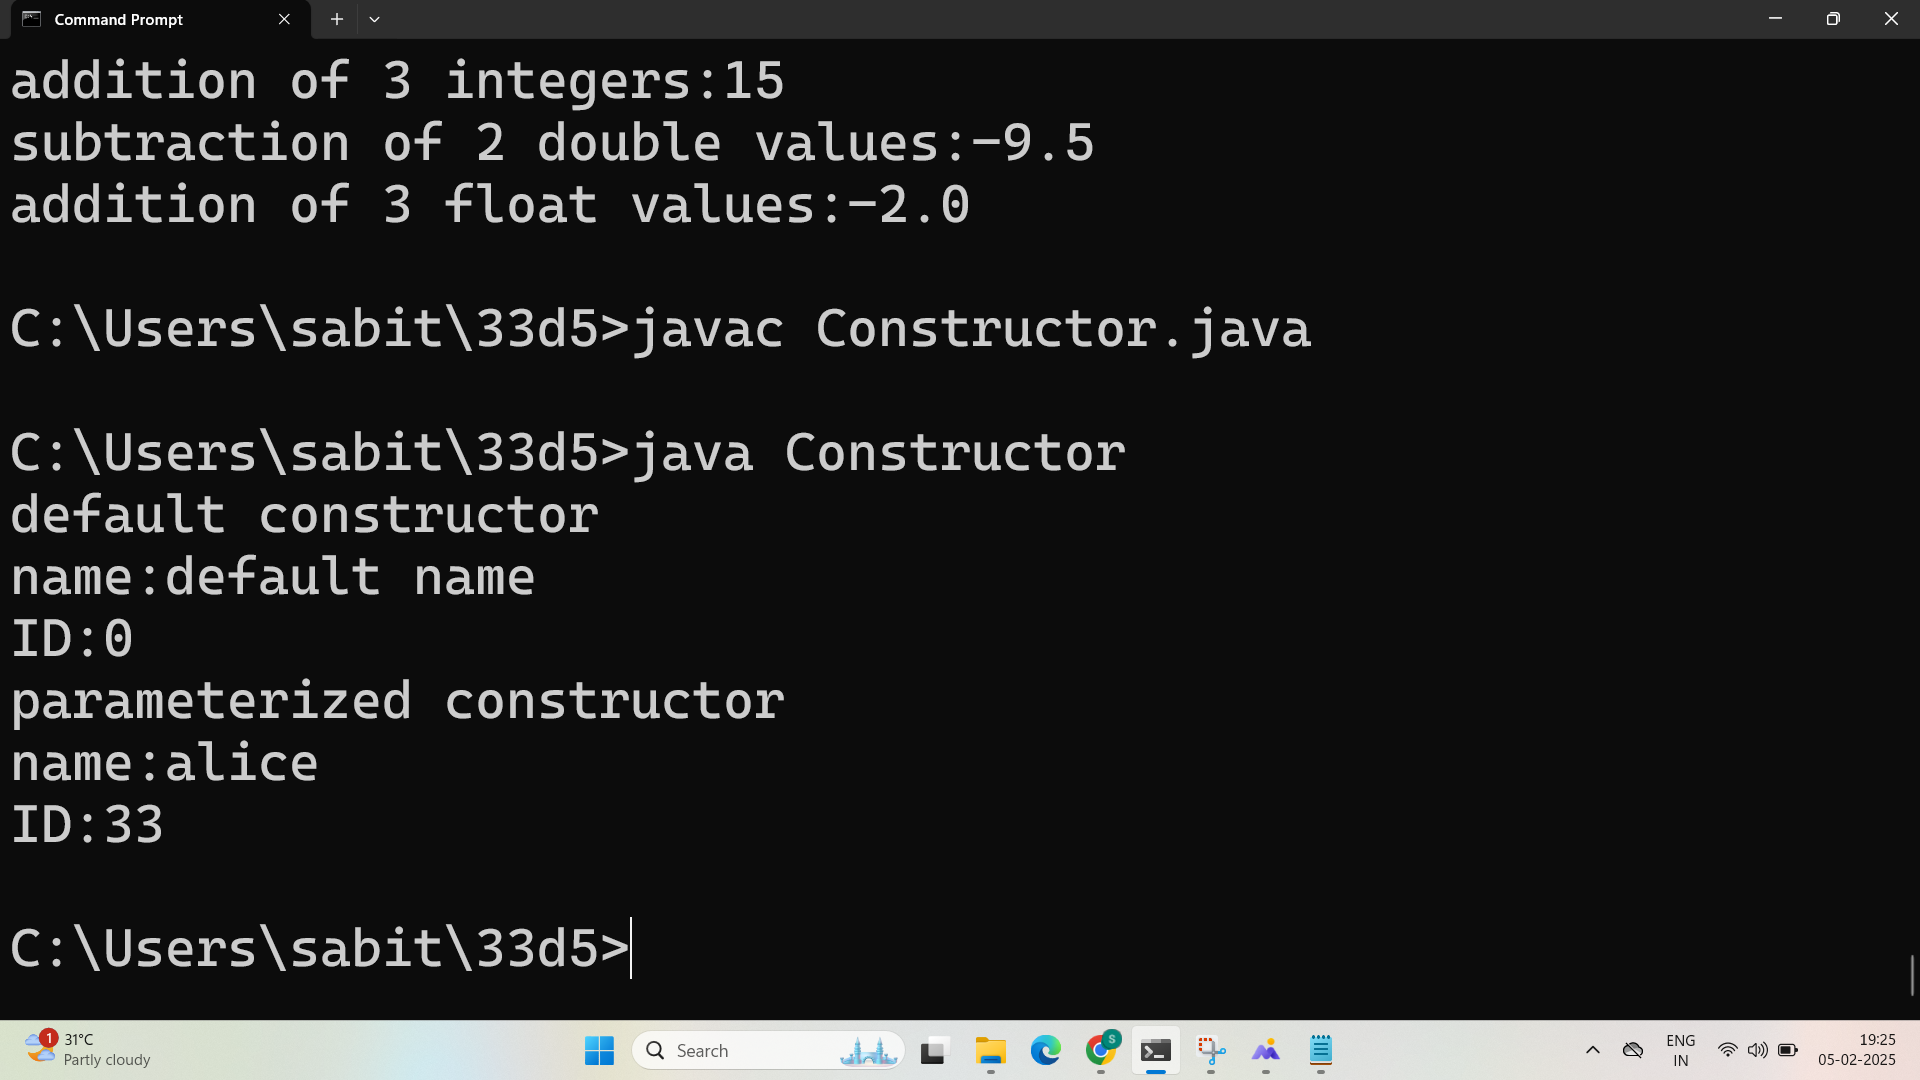 Command Prompt
addition of 3 integers:15
subtraction of 2 double values:-9.5
addition of 3 float values:-2.0
C:\Users\sabit\33d5>javac Constructor.java
C:\Users\sabit\33d5>java Constructor
default constructor
name:default name
ID:0
parameterized constructor
name:alice
ID:33
C:\Users\sabit\33d5>
1
31°C
Partly cloudy
Search
S
ENG
IN
19:25
05-02-2025